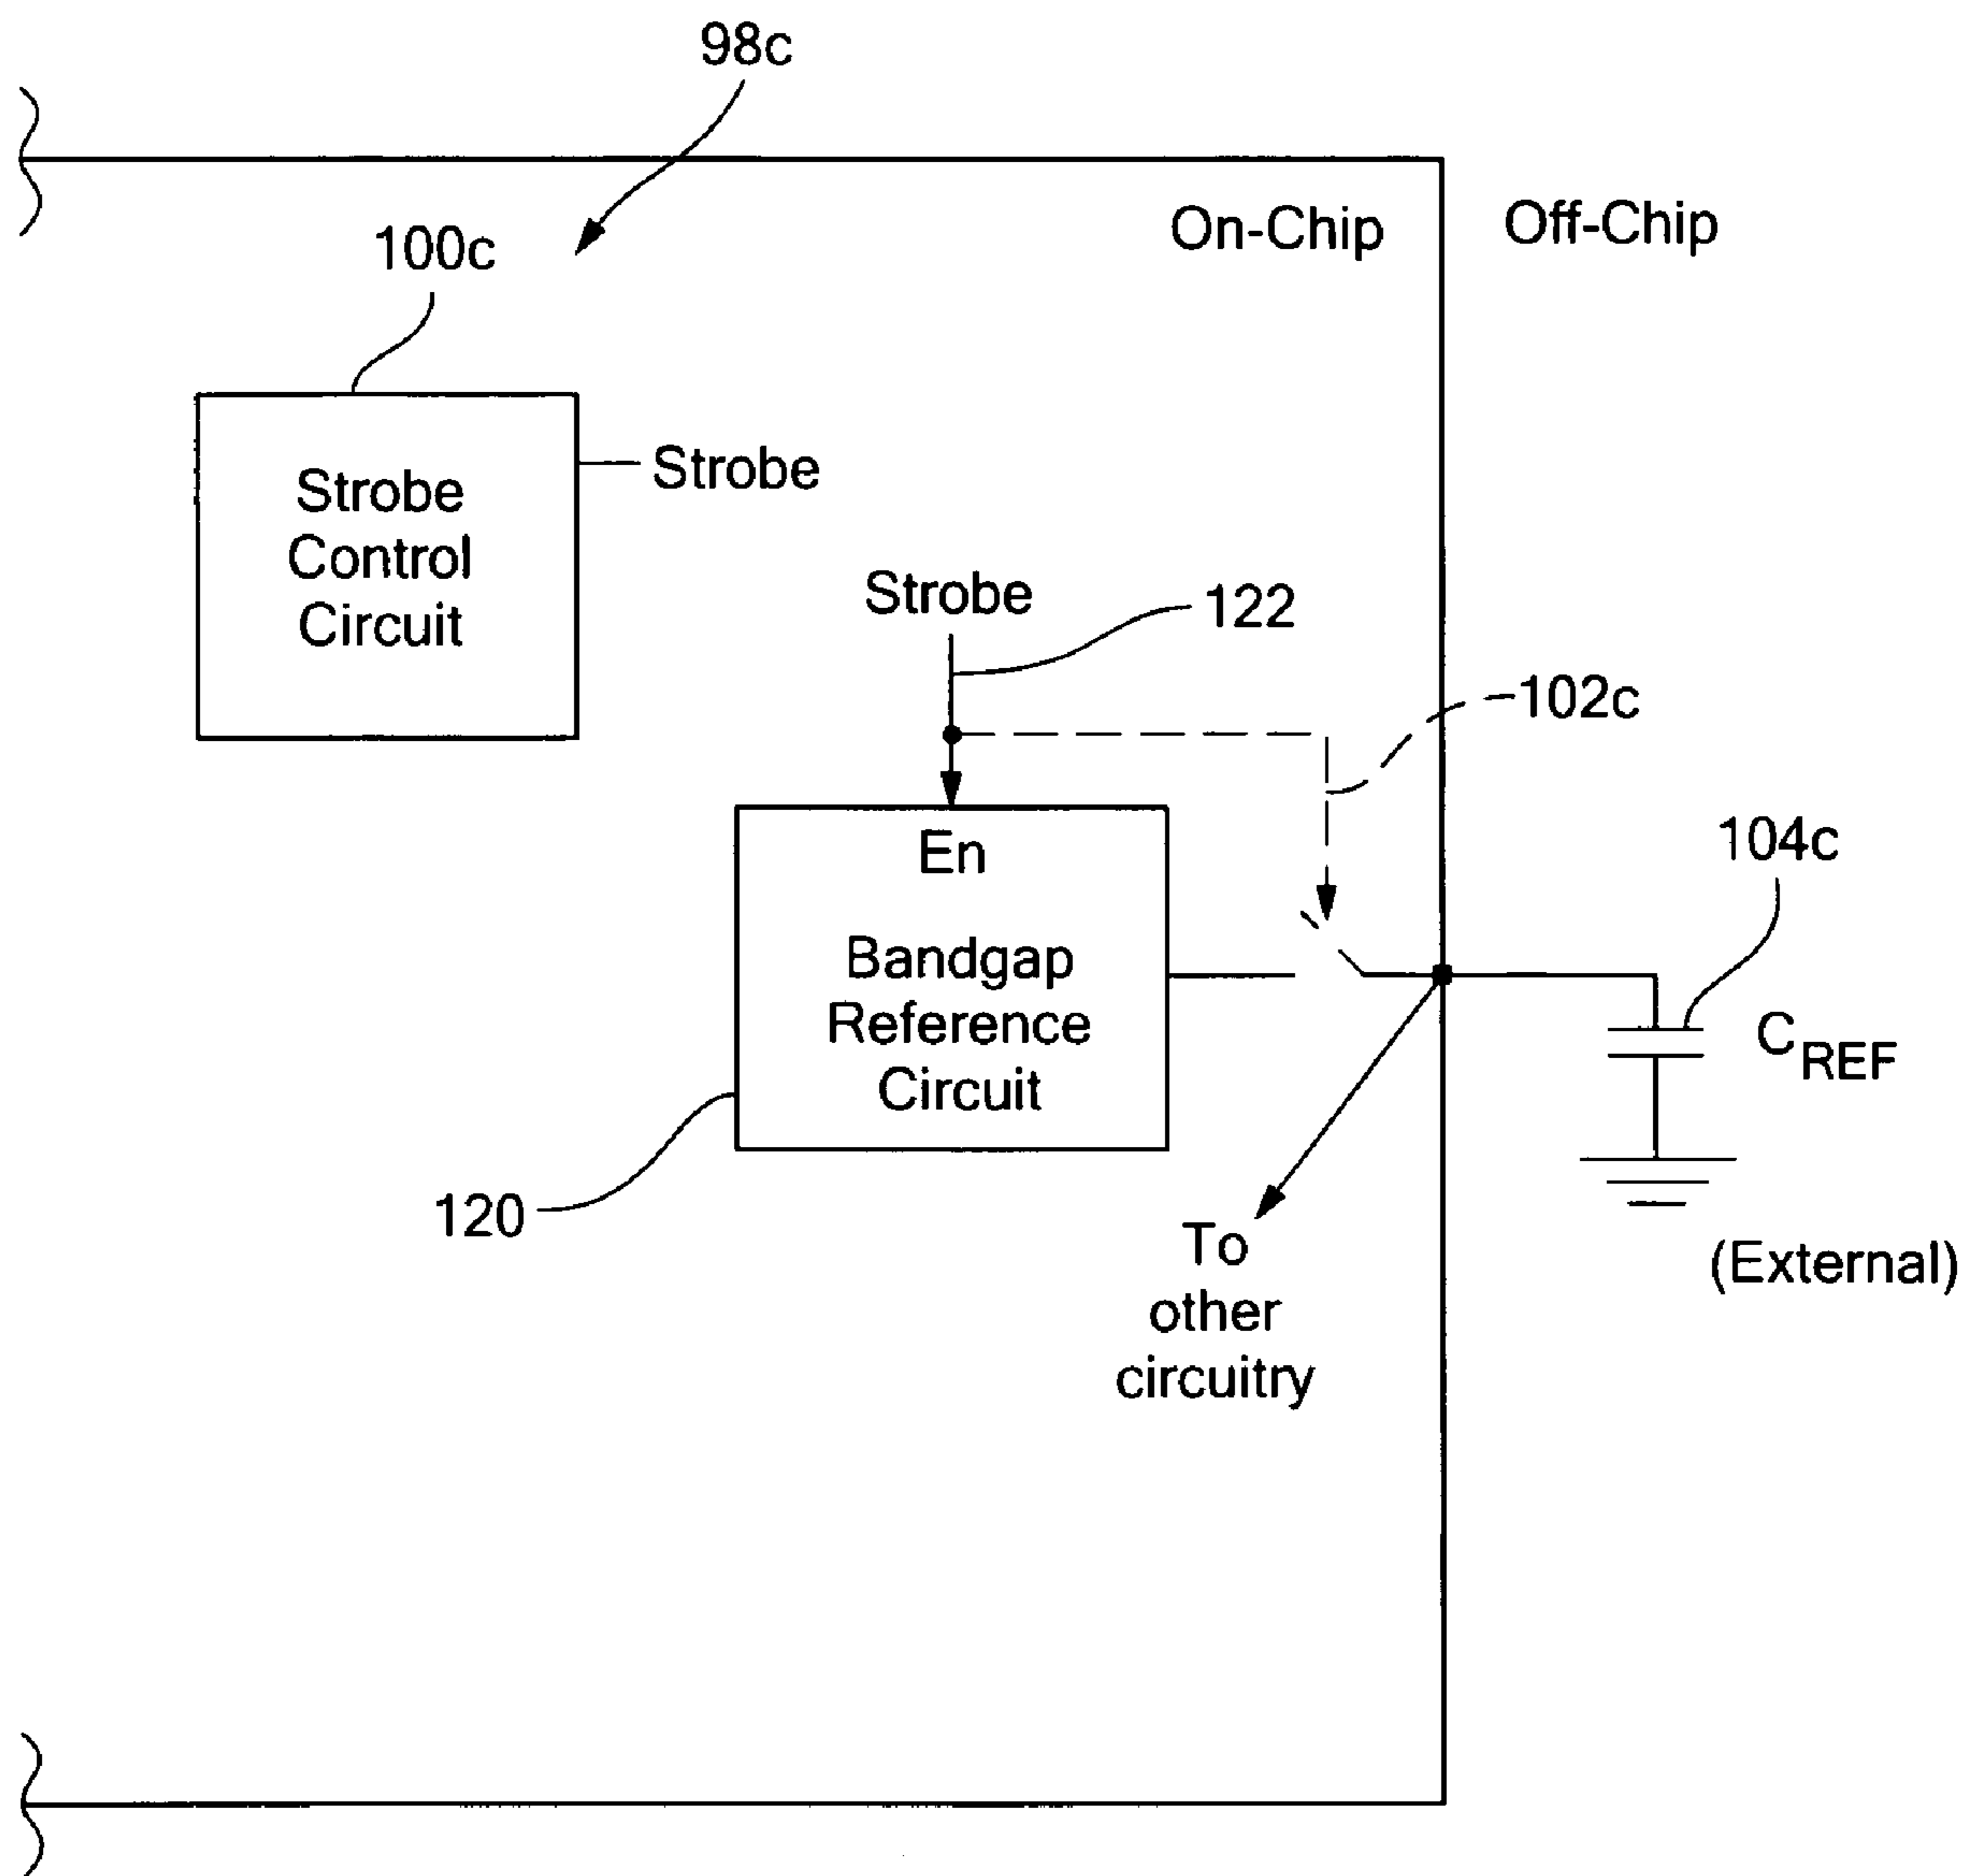 98c
On-Chip
Off-Chip
100c
Strobe
Control
Circuit
Strobe
Strobe
122
102c
104c
En
Bandgap
Reference
Circuit
CREF
120
To
other
circuitry
(External)